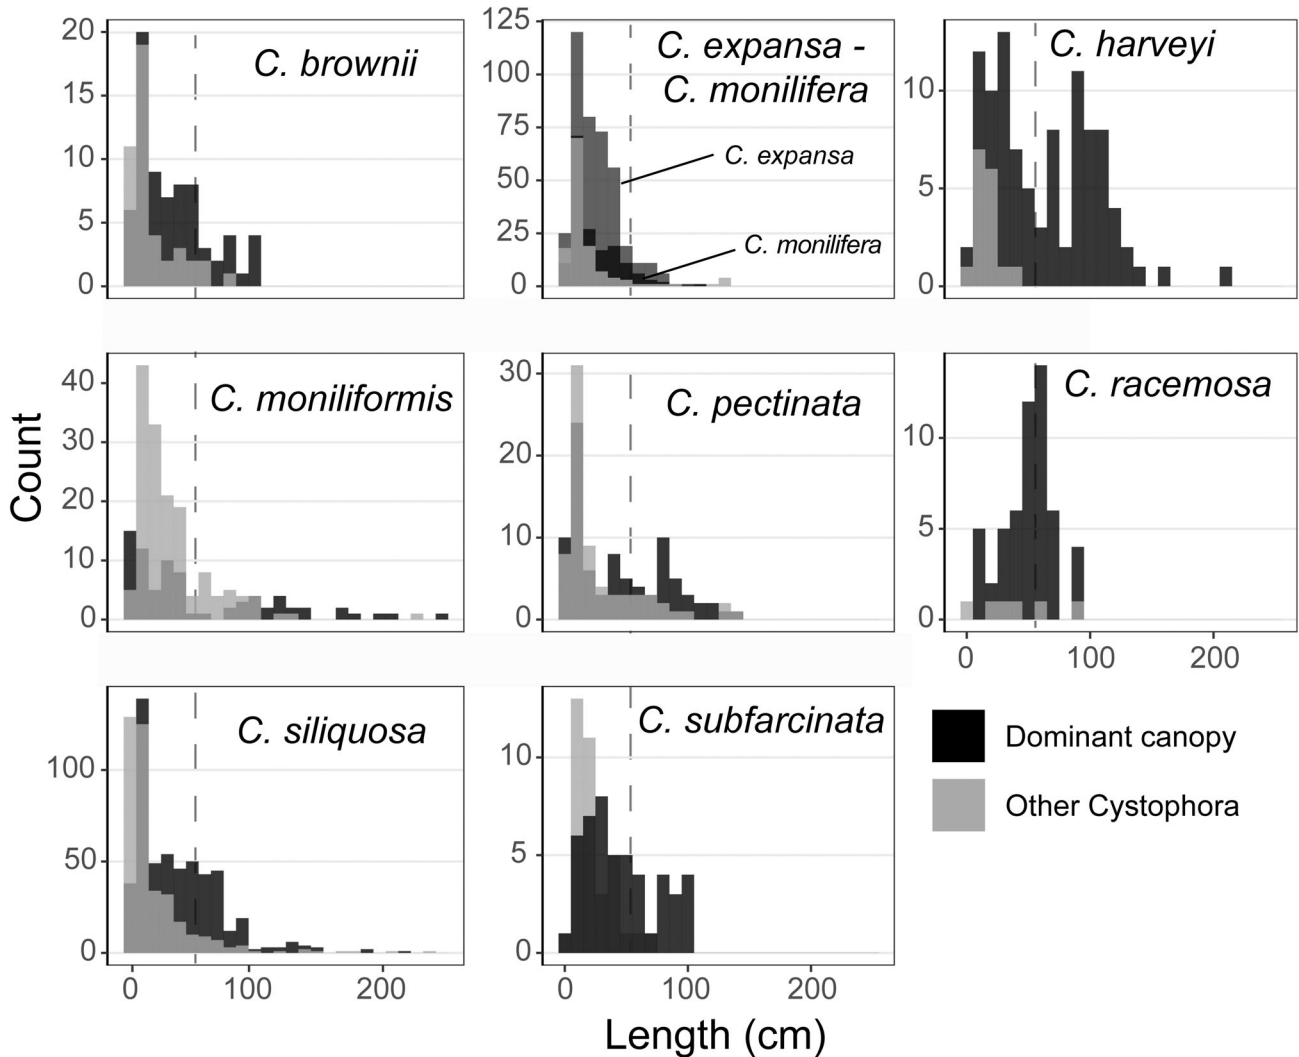 20
15
10
5
0
C. brownii
125
100
75
50
25
0
C. expansa -
C. monilifera
C. expansa
C. monilifera
10
5
0
C. harveyi
Count
40
30
20
10
0
C. moniliformis
30
20
10
0
C. pectinata
10
5
0
C. racemosa
0 100 200
100
50
0
C. siliquosa
0 100 200
10
5
0
C. subfarcinata
0 100 200
Dominant canopy
Other Cystophora
Length (cm)